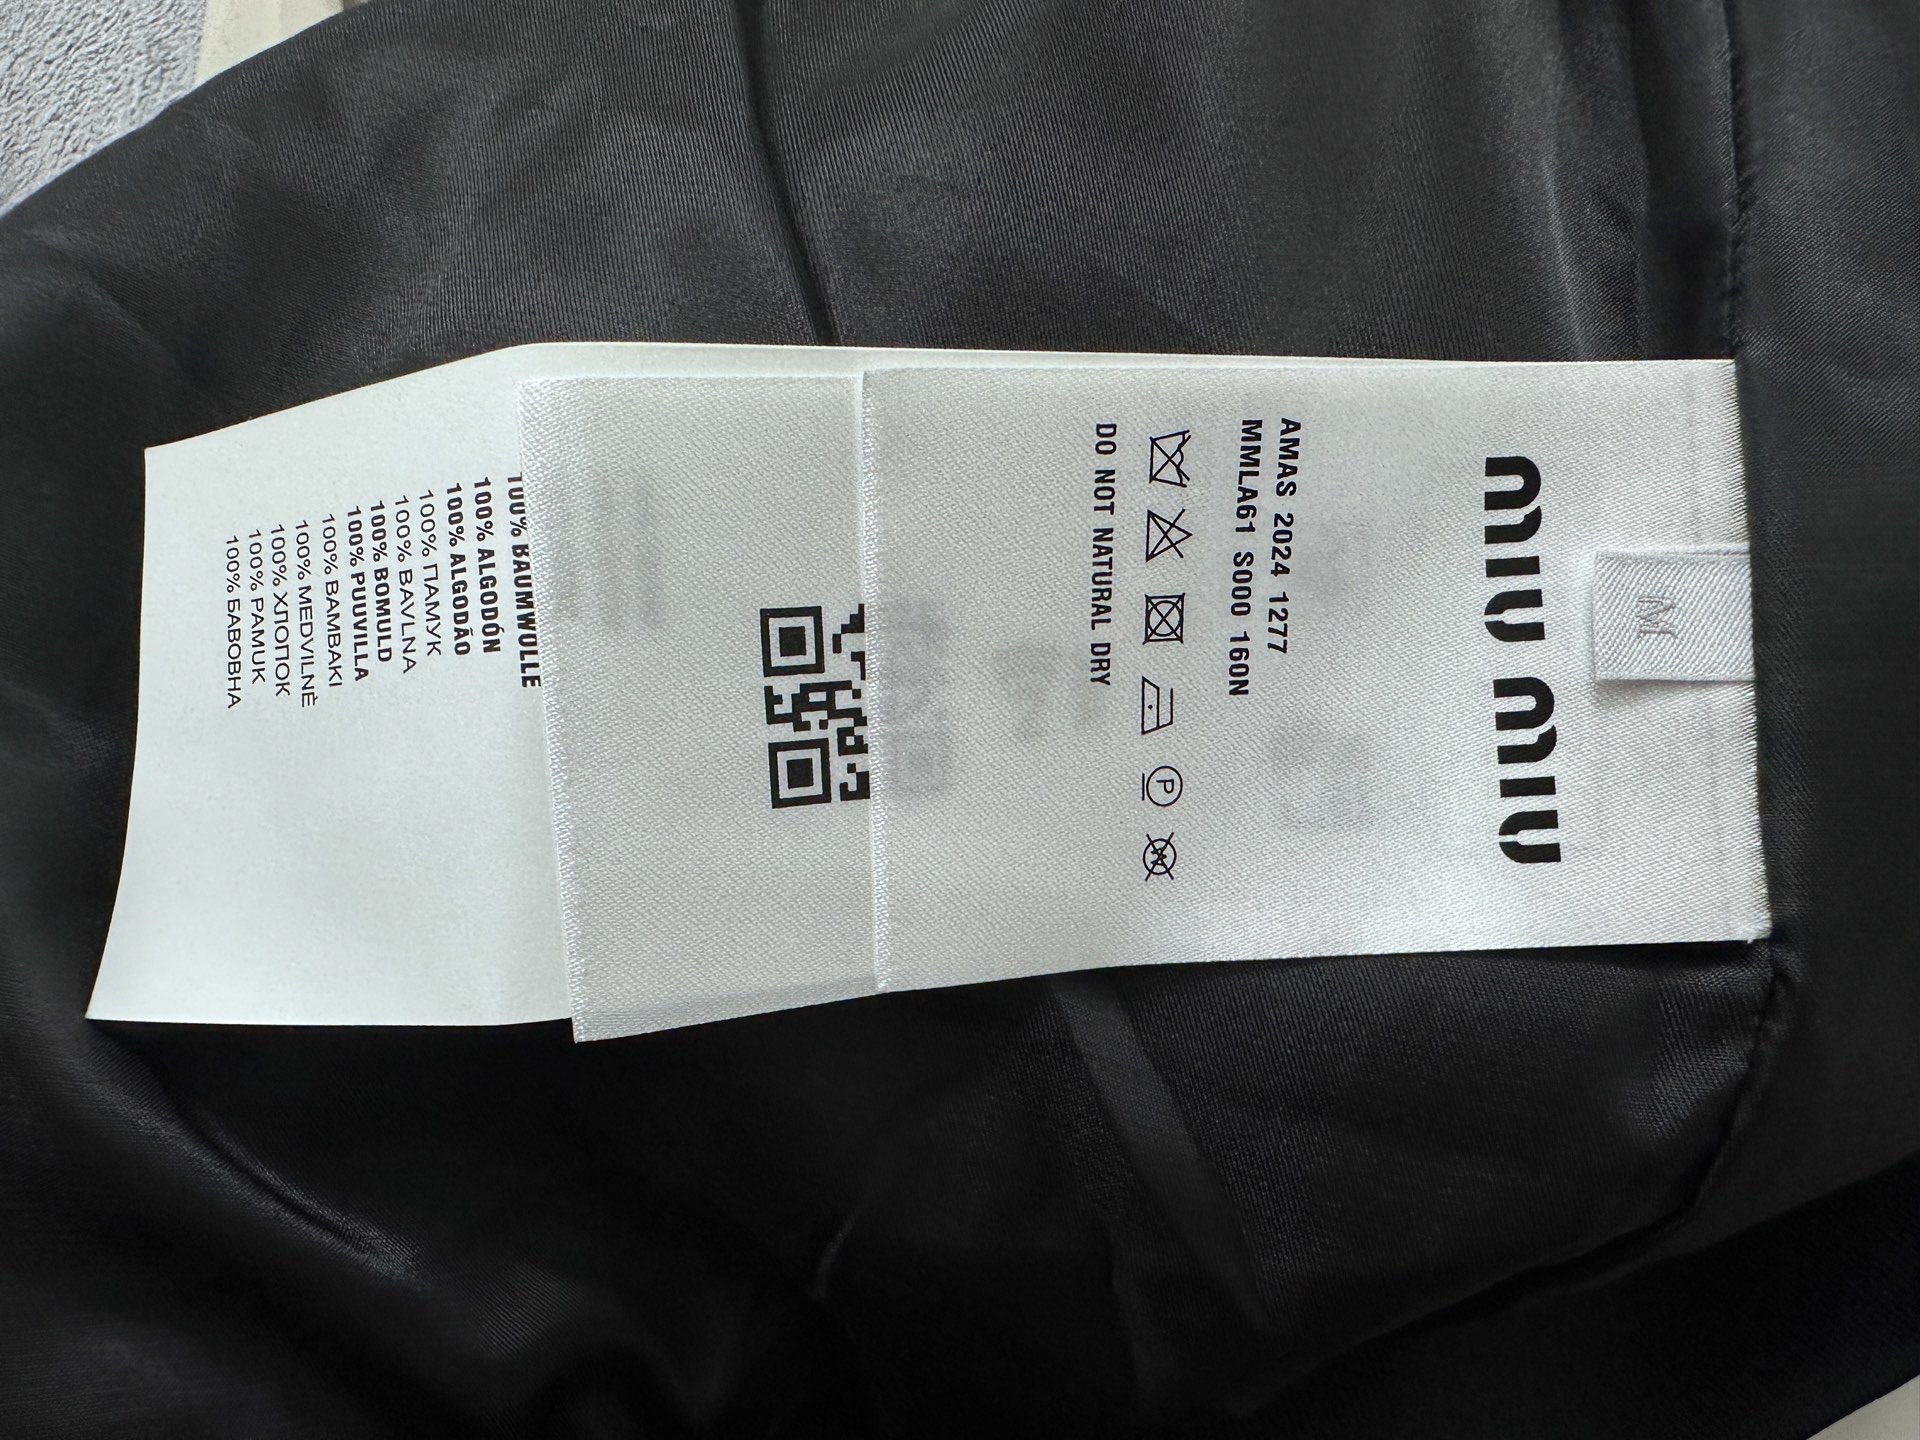 M
miu miu
AMAS 2024 1277
MMLA61 S000 160N
P
W
DO NOT NATURAL DRY
100% BAUMWOLLE
100% ALGODÓN
100% ALGODÃO
100% ПАМУК
100% BAVLNA
100% BOMULD
100% PUUVILLA
100% BAMBAKI
100% MEDVILNĖ
100% ХЛОПОК
100% PAMUK
100% БАВОВНА